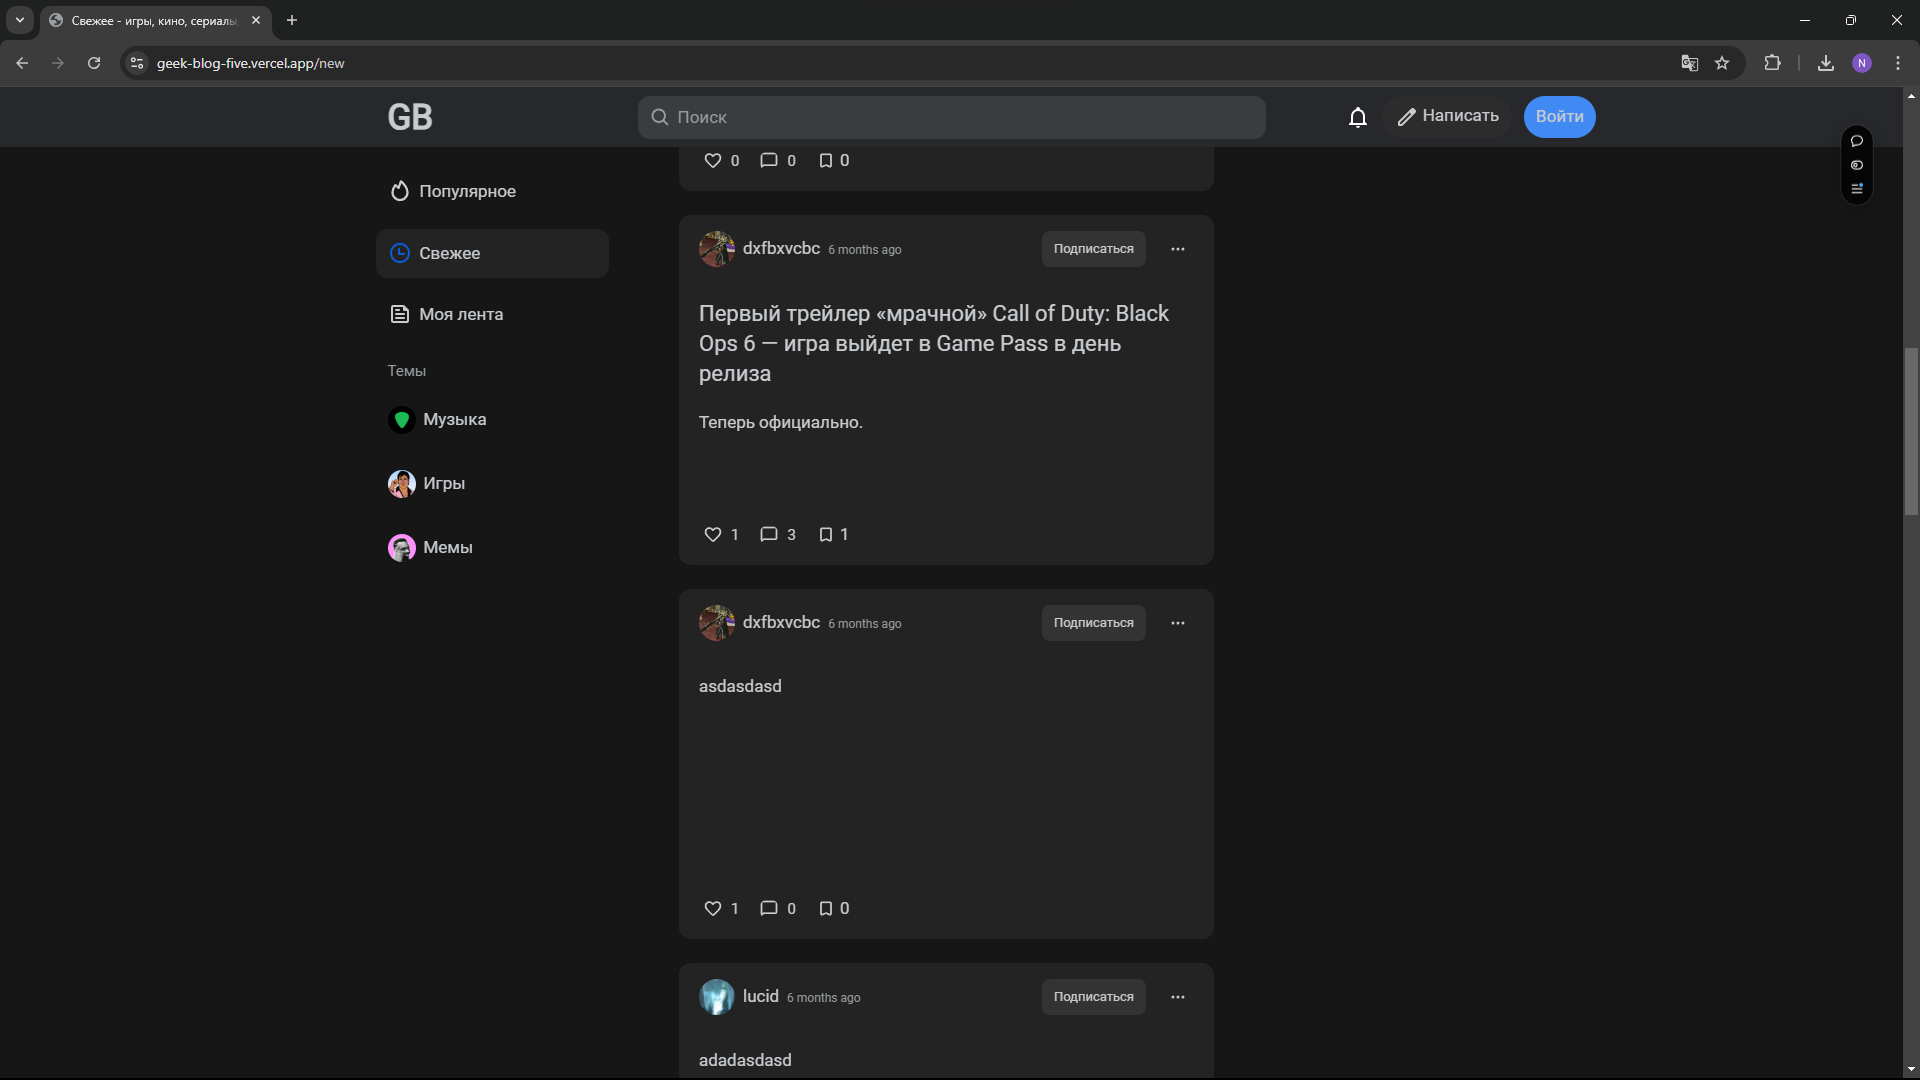 Свежее - игры, кино, сериалы,
geek-blog-five.vercel.app/new
N
GB
Поиск
Написать
Войти
Популярное
Свежее
Моя лента
Темы
Музыка
Игры
Мемы
0 0 0
dxfbxvcbc 6 months ago Подписаться
Первый трейлер «мрачной» Call of Duty: Black
Ops 6 — игра выйдет в Game Pass в день
релиза
Теперь официально.
1 3 1
dxfbxvcbc 6 months ago Подписаться
asdasdasd
1 0 0
lucid 6 months ago Подписаться
adadasdasd